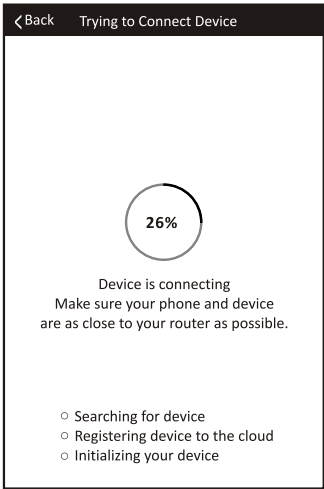 Back Trying to Connect Device
26%
Device is connecting
Make sure your phone and device
are as close to your router as possible.
Searching for device
Registering device to the cloud
Initializing your device